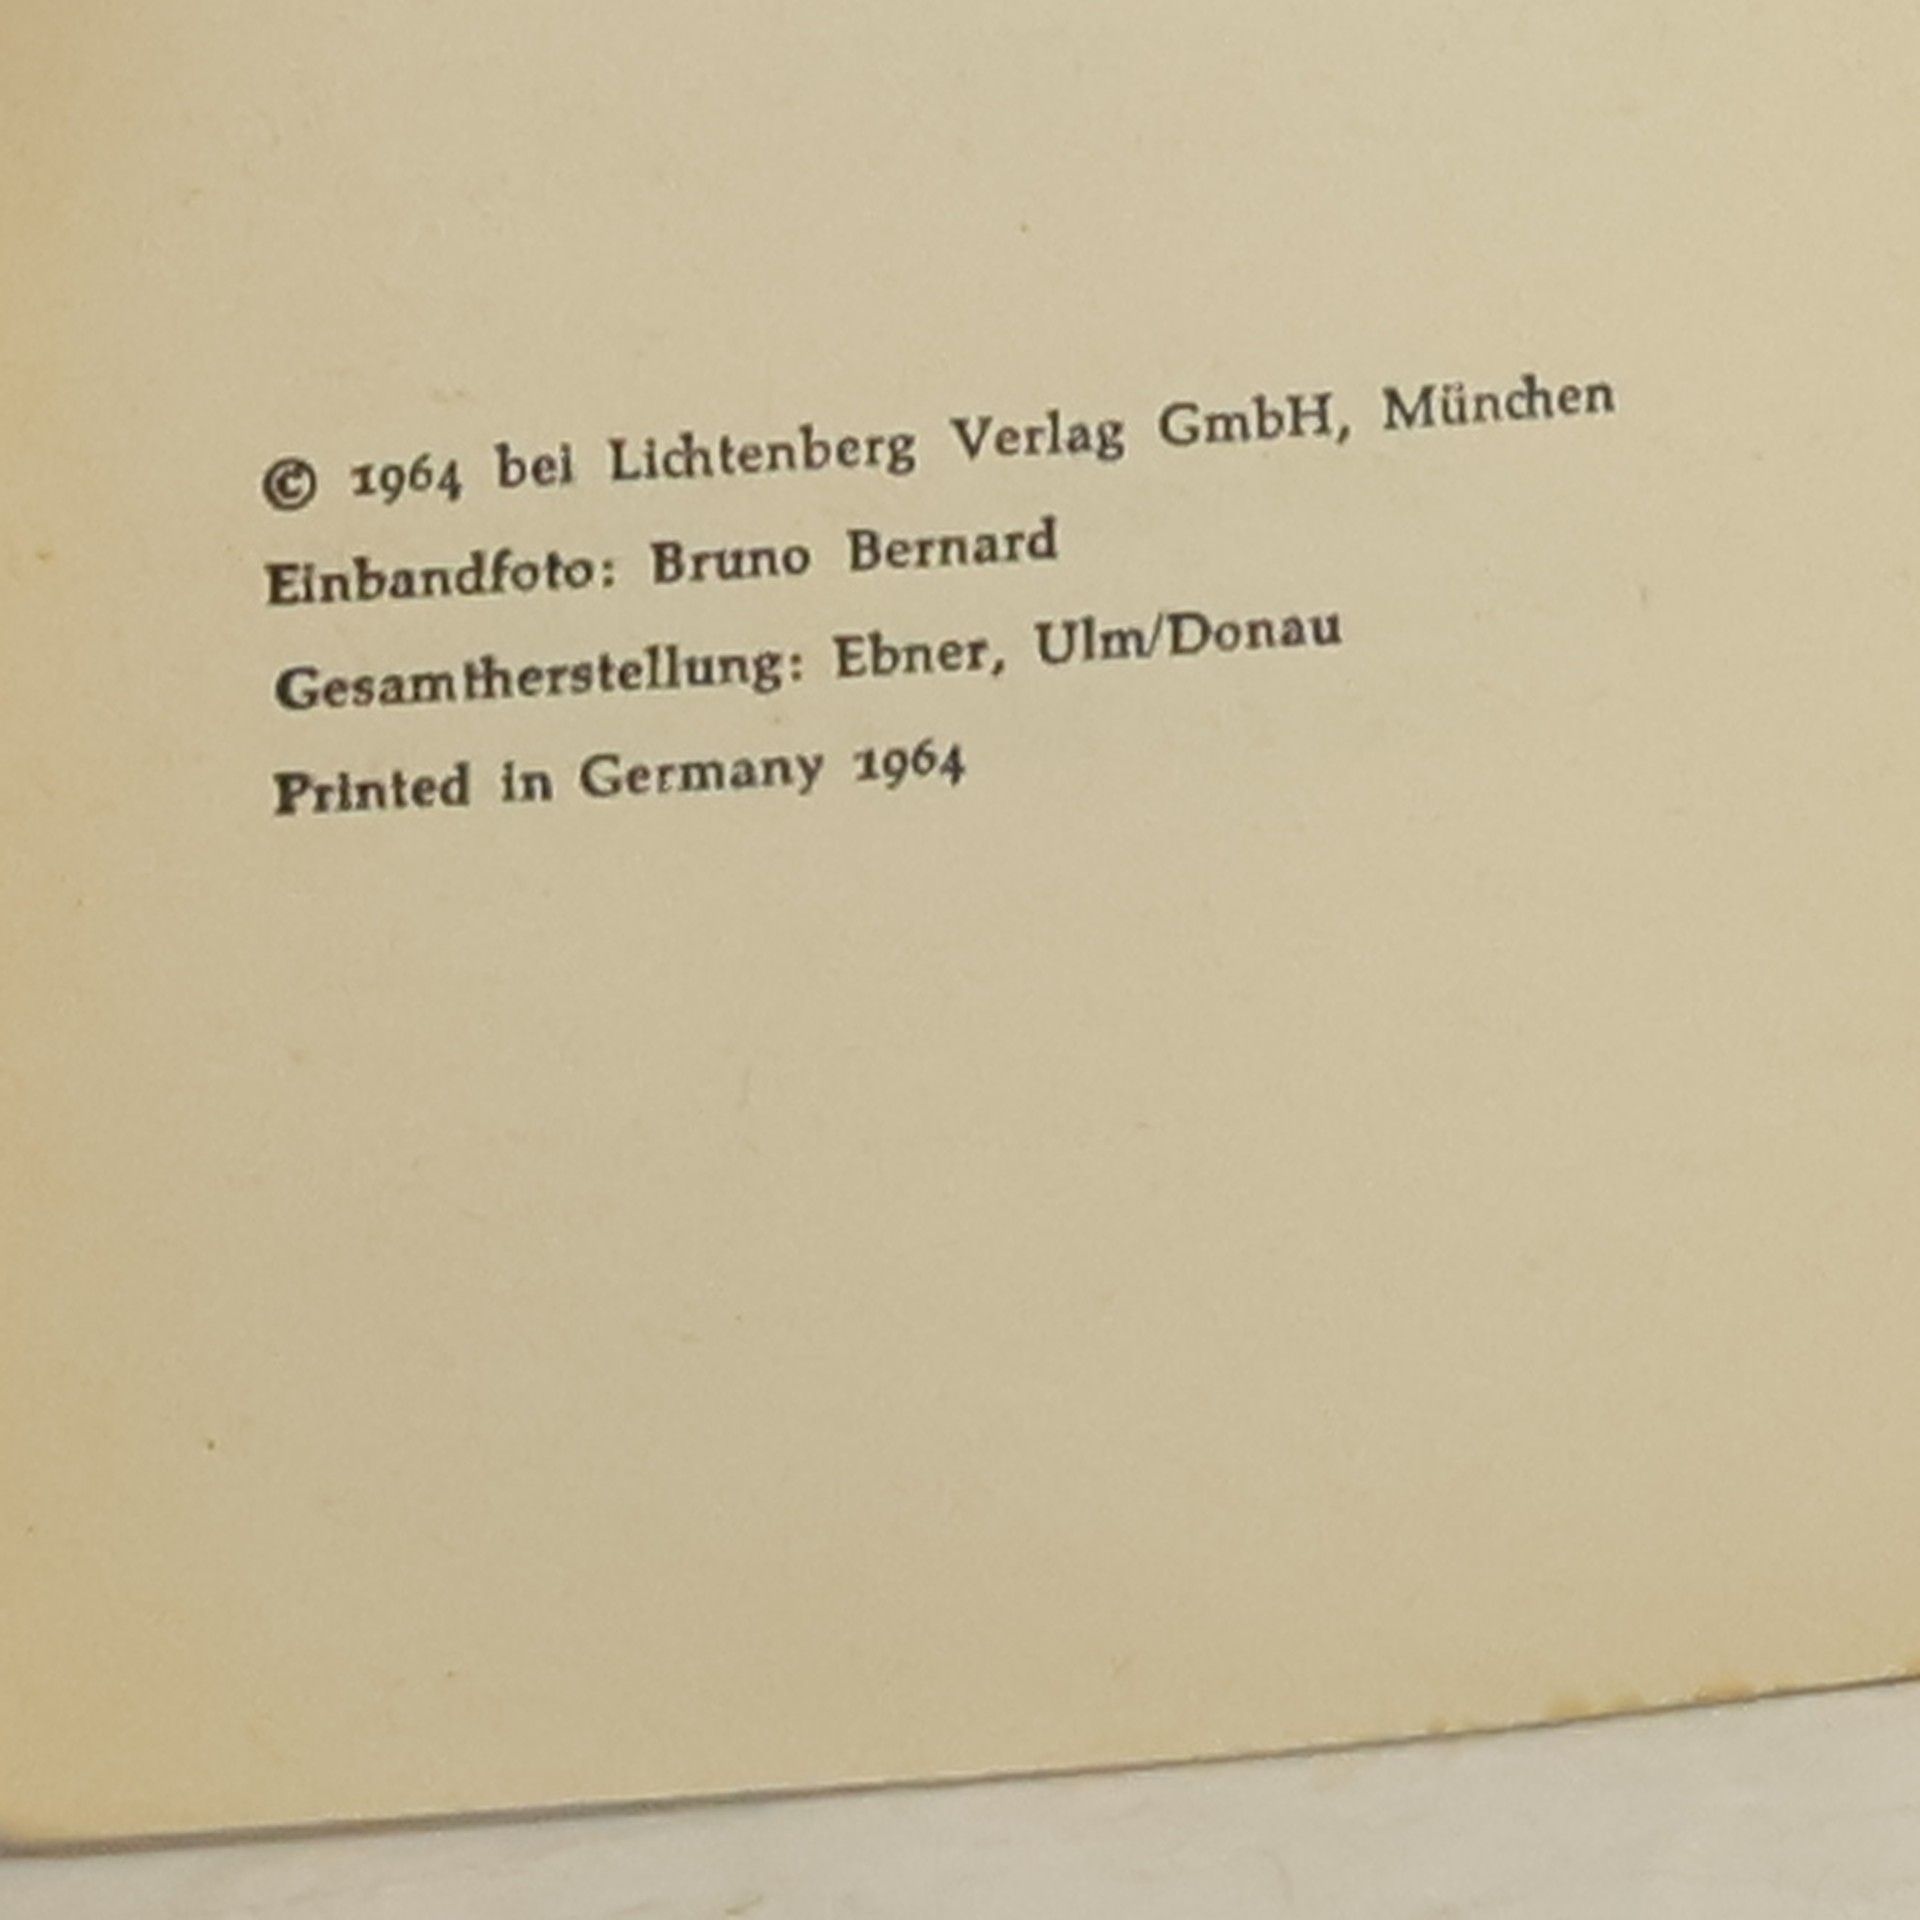 © 1964 bei Lichtenberg Verlag GmbH, München
Einbandfoto: Bruno Bernard
Gesamtherstellung: Ebner, Ulm/Donau
Printed in Germany 1964